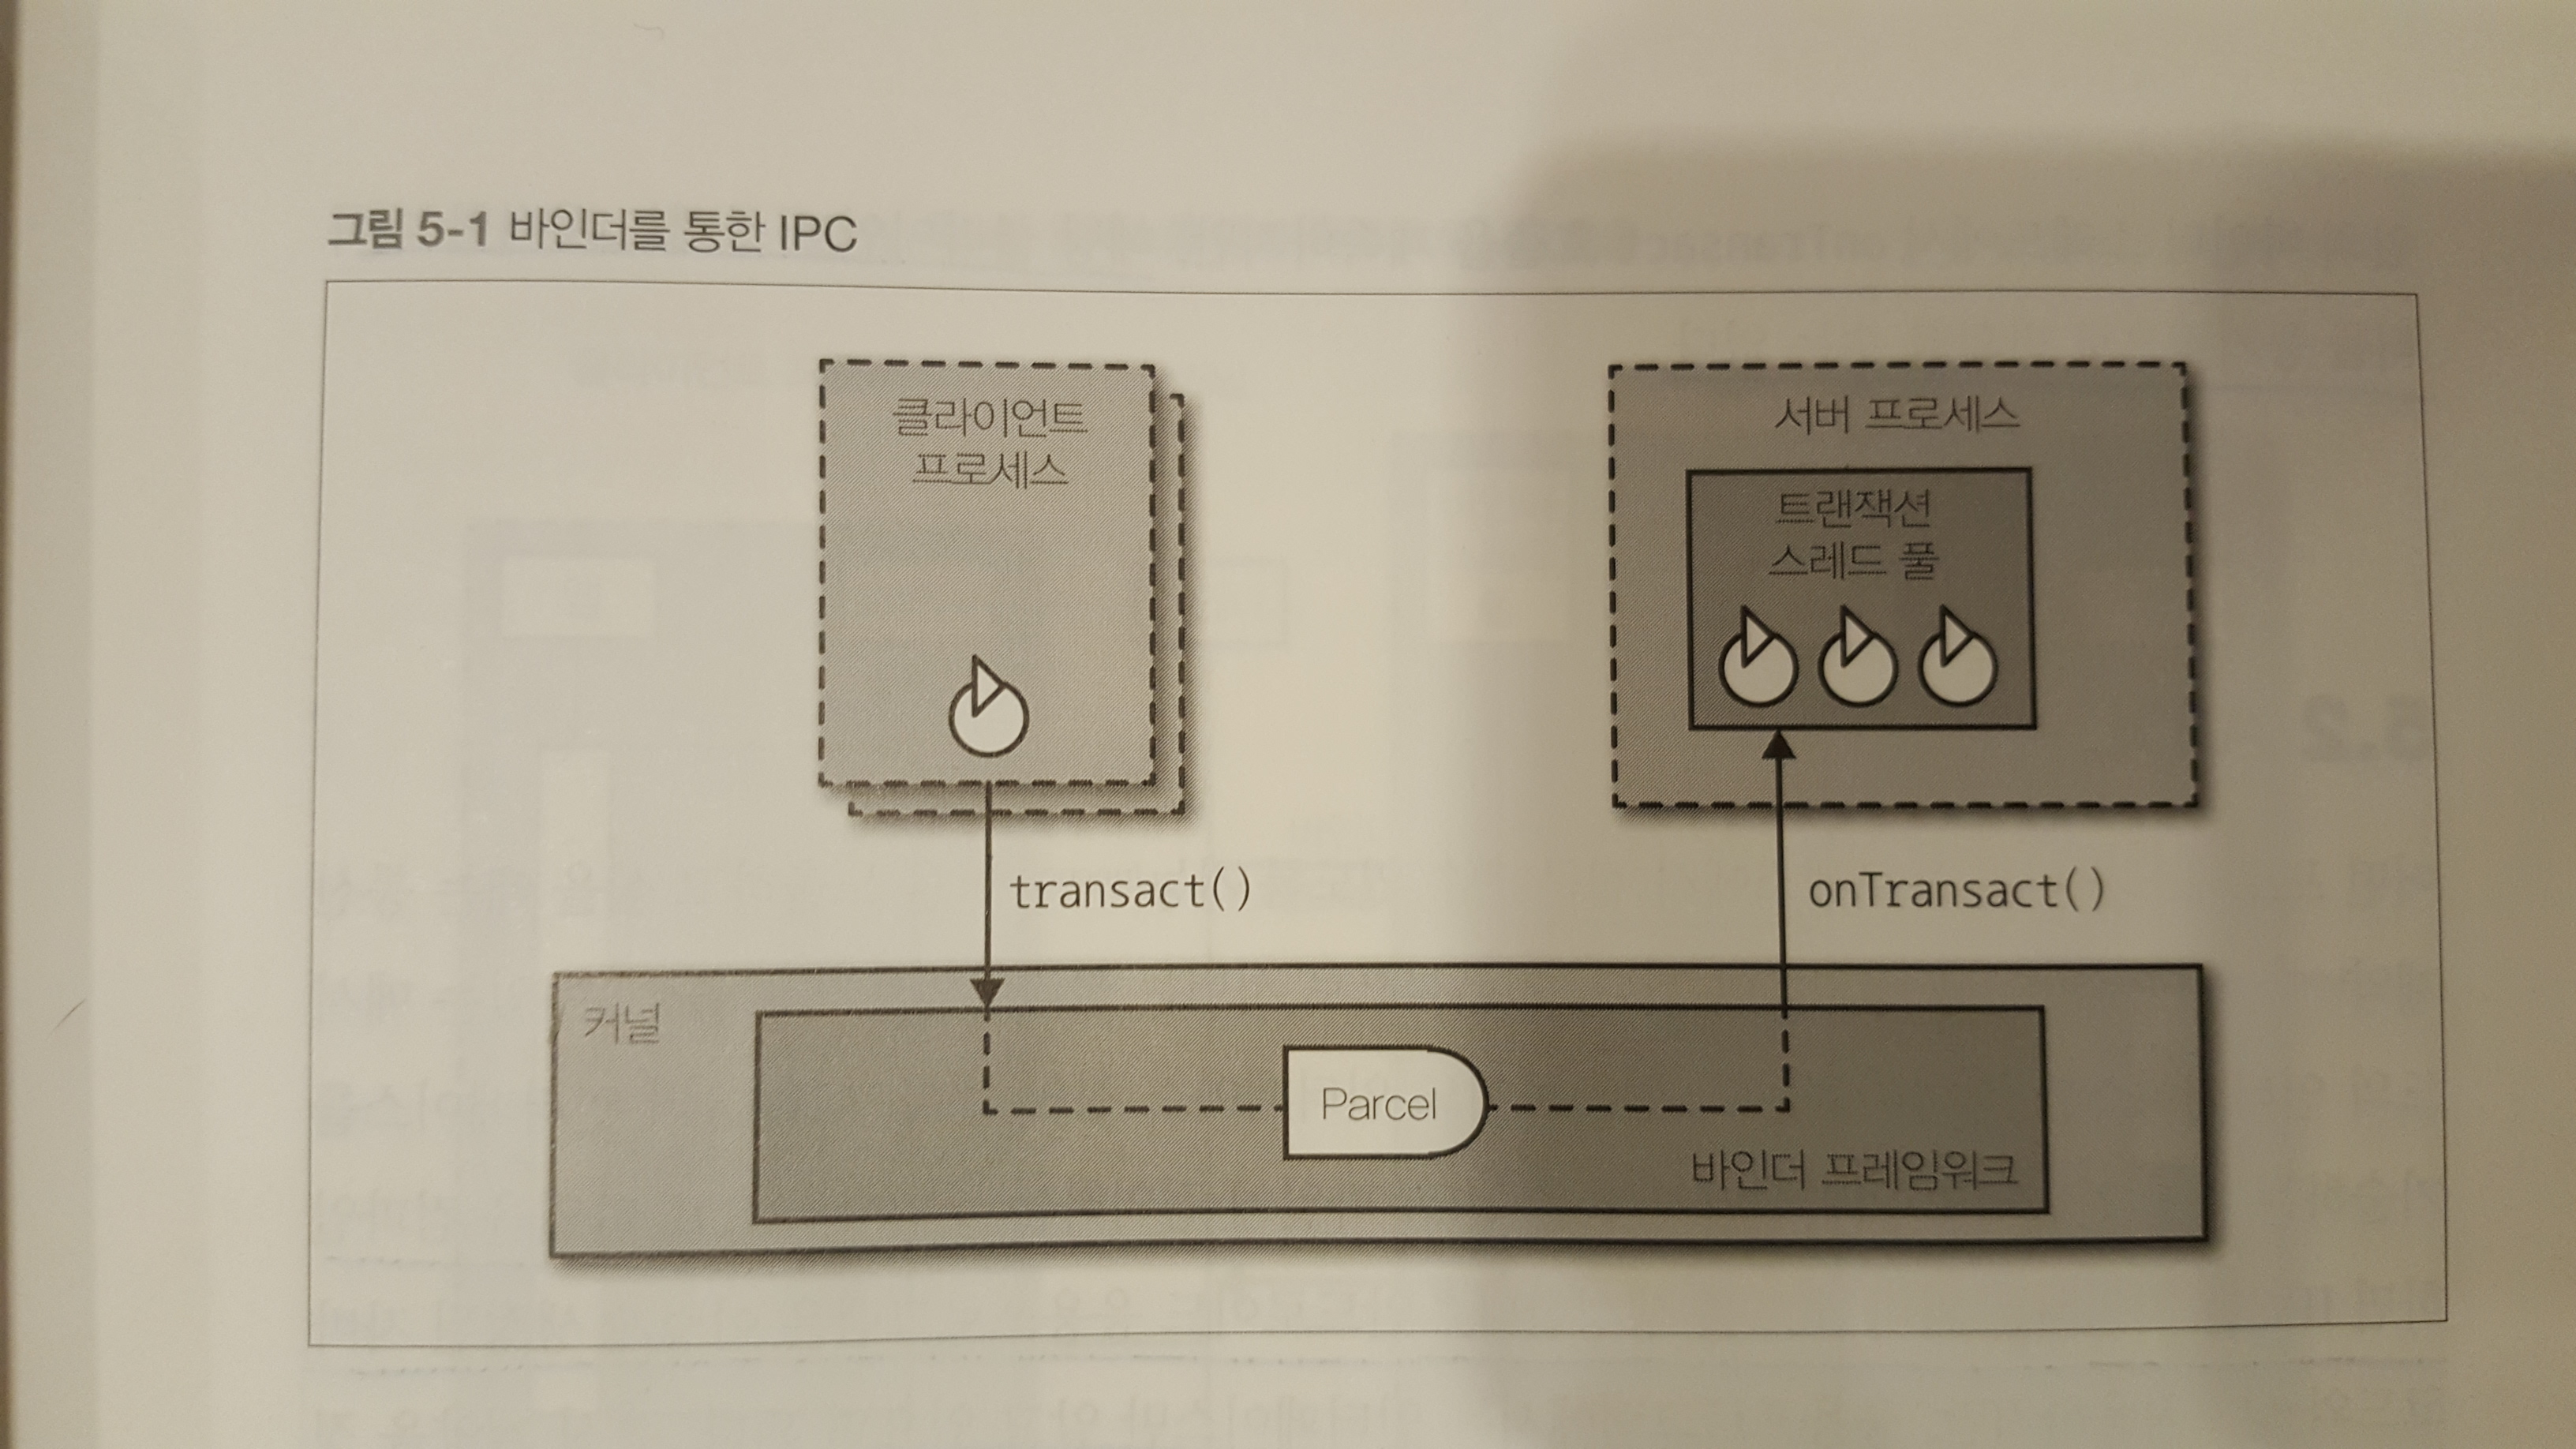 그림 5-1 바인더를 통한 IPC
클라이언트
프로세스
서버 프로세스
트랜잭션
스레드 풀
transact()
onTransact()
커널
Parcel
바인더 프레임워크